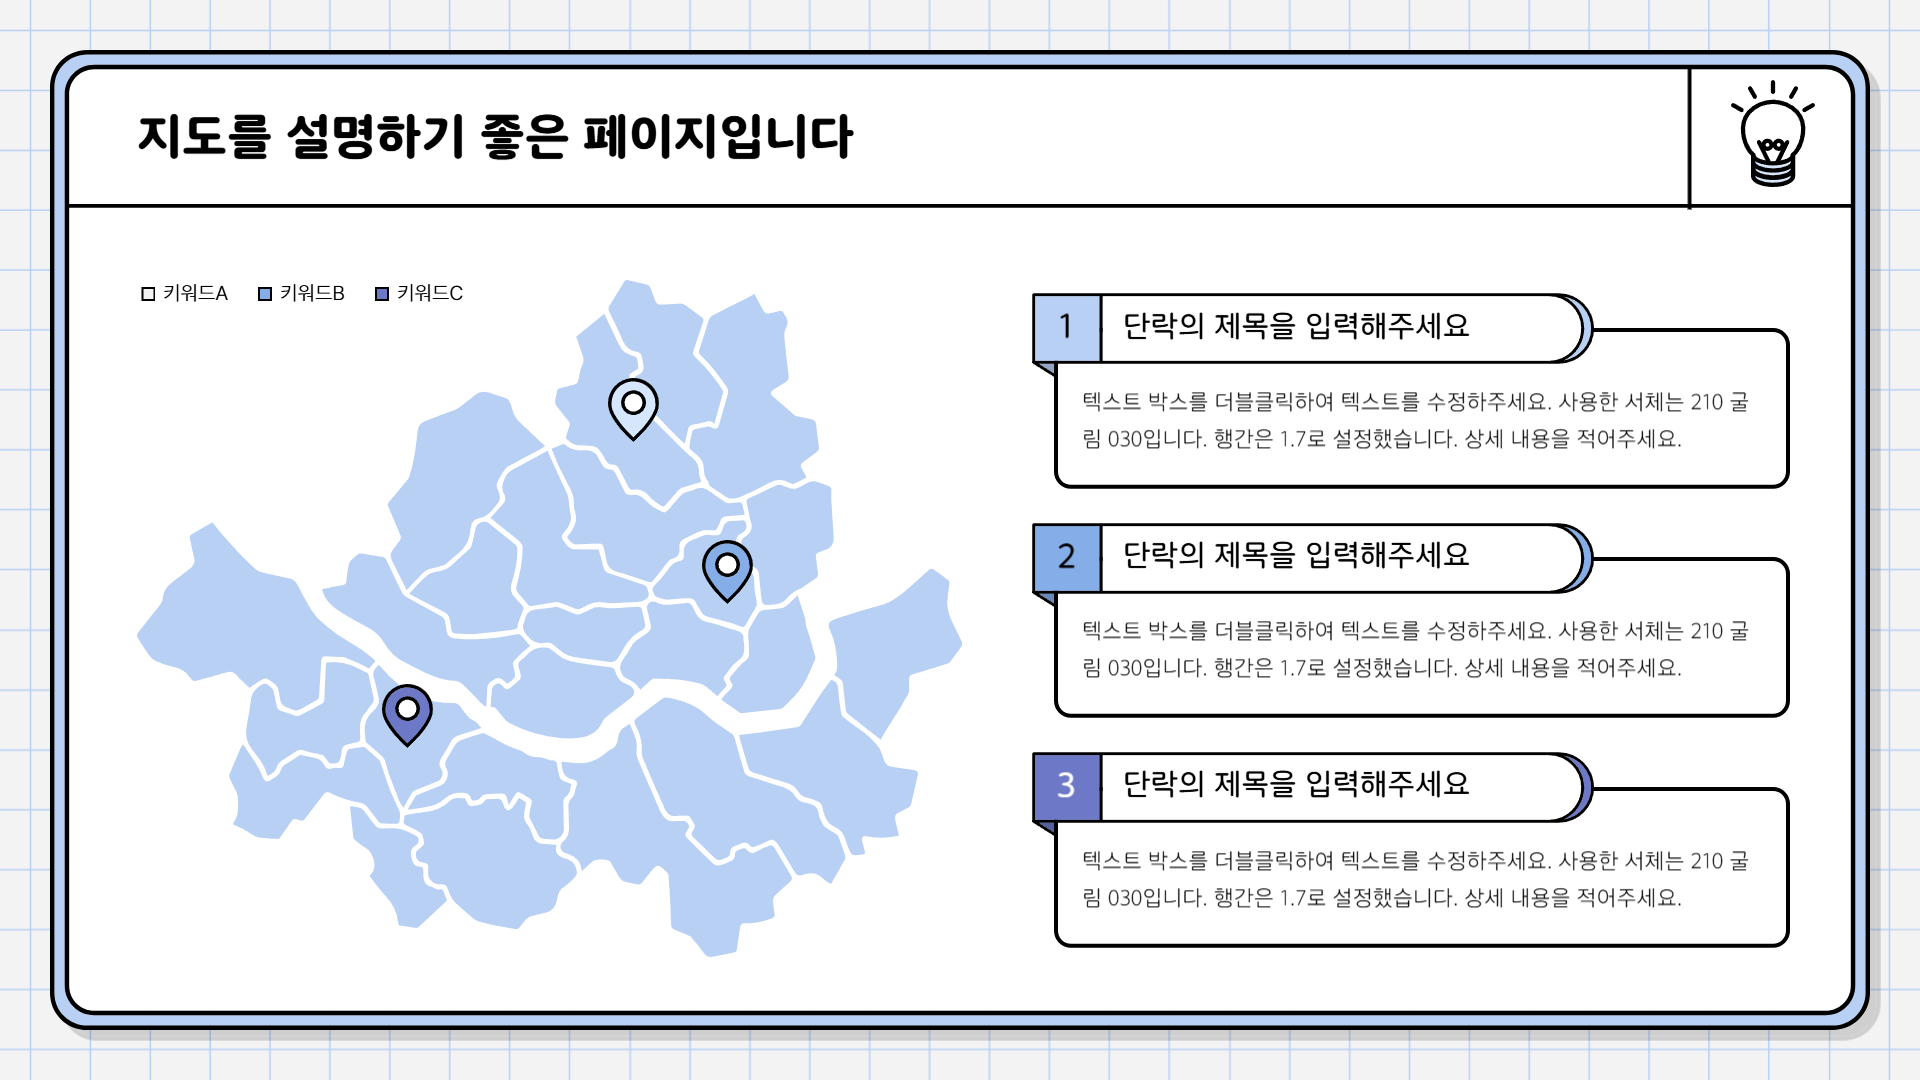 지도를 설명하기 좋은 페이지입니다
키워드A 키워드B 키워드C
1 단락의 제목을 입력해주세요
텍스트 박스를 더블클릭하여 텍스트를 수정하주세요. 사용한 서체는 210 굴
림 030입니다. 행간은 1.7로 설정했습니다. 상세 내용을 적어주세요.
2 단락의 제목을 입력해주세요
텍스트 박스를 더블클릭하여 텍스트를 수정하주세요. 사용한 서체는 210 굴
림 030입니다. 행간은 1.7로 설정했습니다. 상세 내용을 적어주세요.
3 단락의 제목을 입력해주세요
텍스트 박스를 더블클릭하여 텍스트를 수정하주세요. 사용한 서체는 210 굴
림 030입니다. 행간은 1.7로 설정했습니다. 상세 내용을 적어주세요.